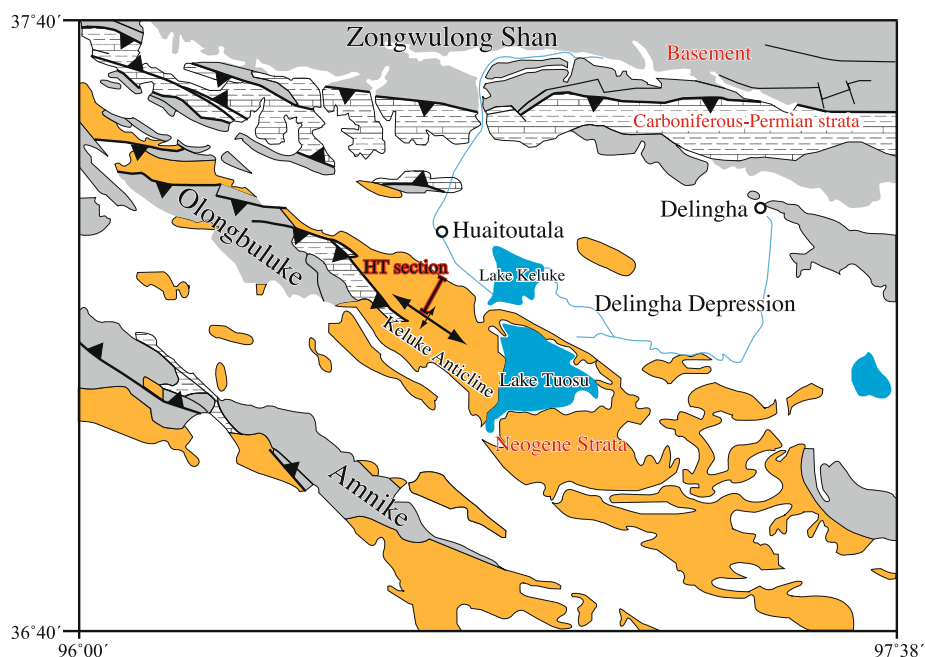 37°40′
Zongwulong Shan
Basement
Carboniferous-Permian strata
Olongbuluke
Delingha
Huaitoutala
HT section
Lake Keluke
Delingha Depression
Keluke Anticline
Lake Tuosu
Neogene Strata
Amnike
36°40′
96°00′
97°38′